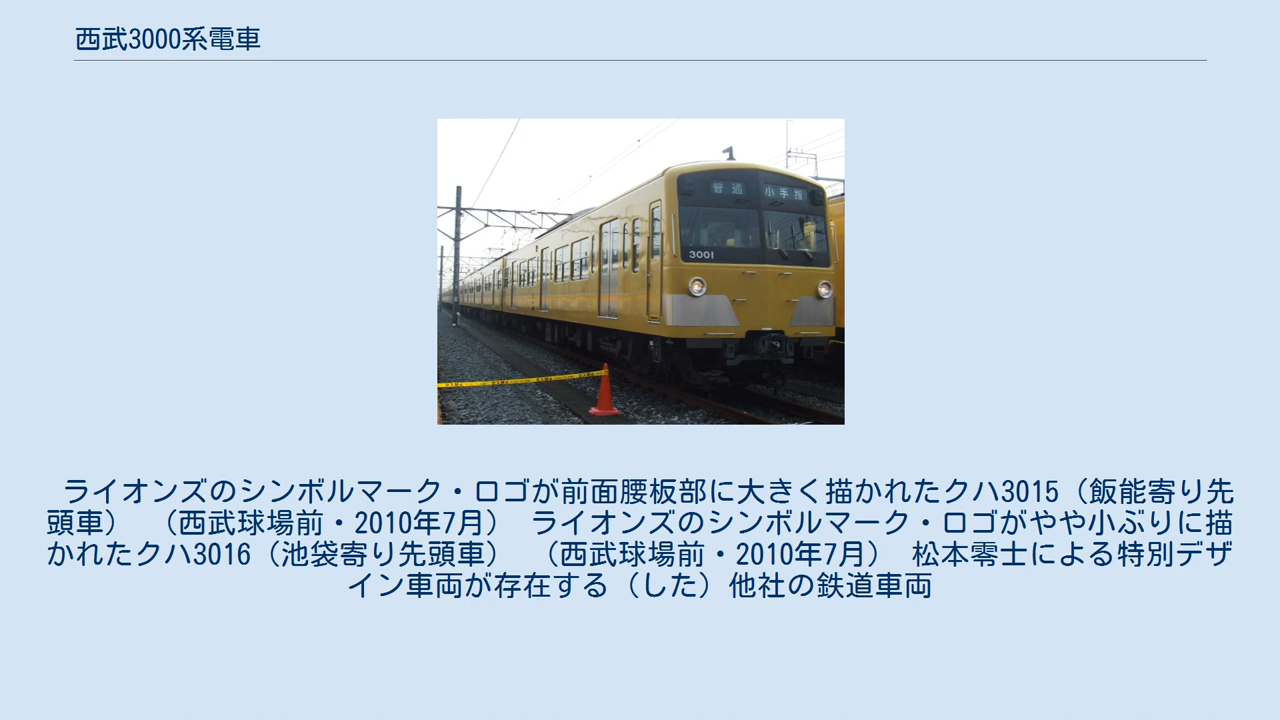 西武3000系電車
普通 小手指
3001
ライオンズのシンボルマーク・ロゴが前面腰板部に大きく描かれたクハ3015（飯能寄り先
頭車） （西武球場前・2010年7月） ライオンズのシンボルマーク・ロゴがやや小ぶりに描
かれたクハ3016（池袋寄り先頭車） （西武球場前・2010年7月） 松本零士による特別デザ
イン車両が存在する（した）他社の鉄道車両